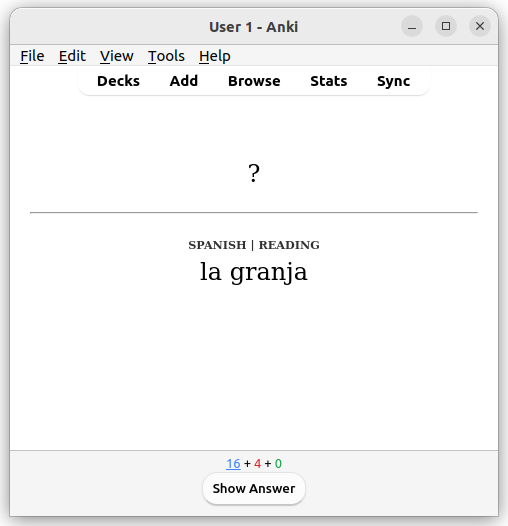 User 1 - Anki
File Edit View Tools Help
Decks Add Browse Stats Sync
?
SPANISH | READING
la granja
16 + 4 + 0
Show Answer